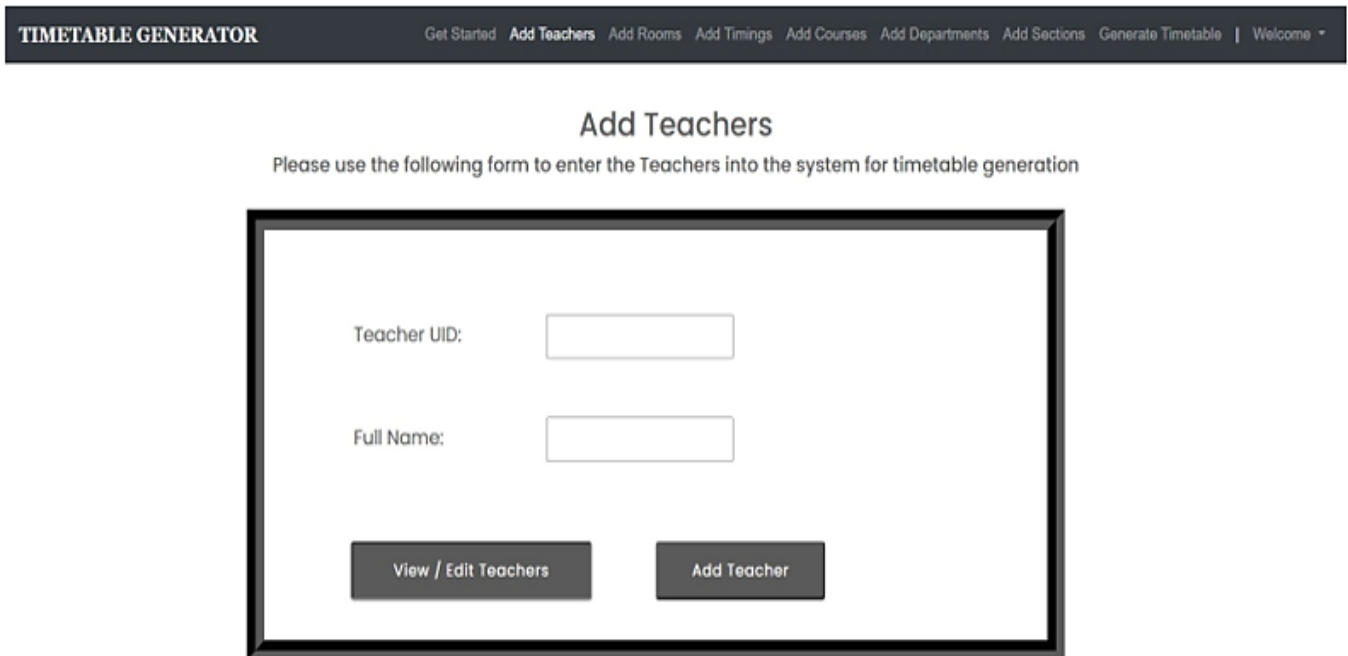 TIMETABLE GENERATOR Get Started Add Teachers Add Rooms Add Timings Add Courses Add Departments Add Sections Generate Timetable | Welcome
Add Teachers
Please use the following form to enter the Teachers into the system for timetable generation
Teacher UID:
Full Name:
View / Edit Teachers Add Teacher